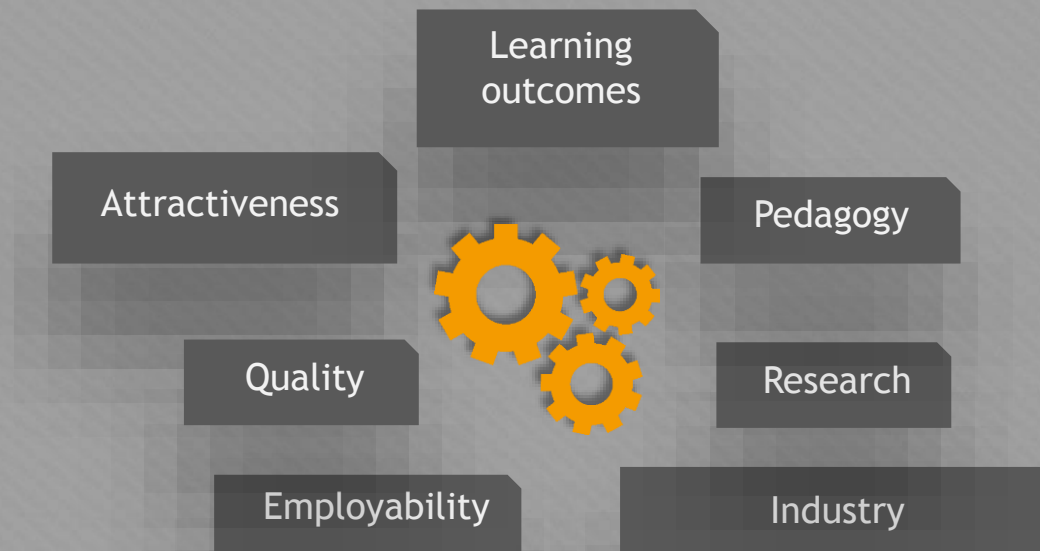 Learning
outcomes
Attractiveness
Pedagogy
Quality
Research
Employability
Industry